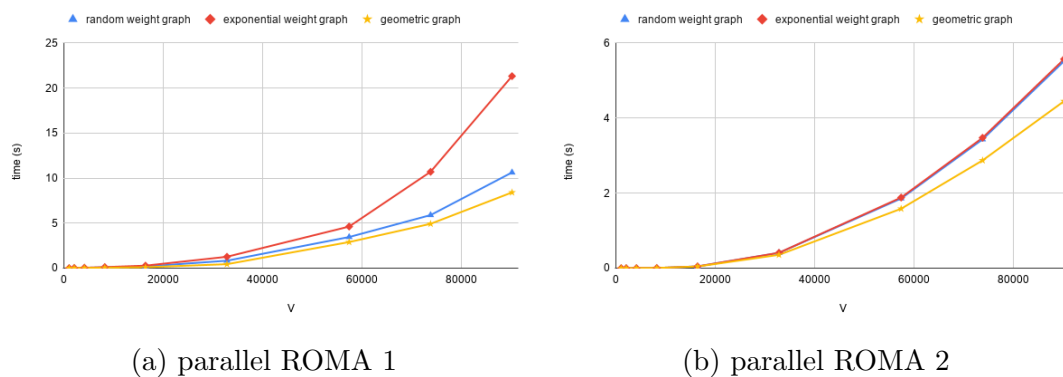 random weight graph exponential weight graph geometric graph
25
20
15
10
5
0
time (s)
0 20000 40000 60000 80000
V
(a) parallel ROMA 1
random weight graph exponential weight graph geometric graph
6
4
2
0
time (s)
0 20000 40000 60000 80000
V
(b) parallel ROMA 2